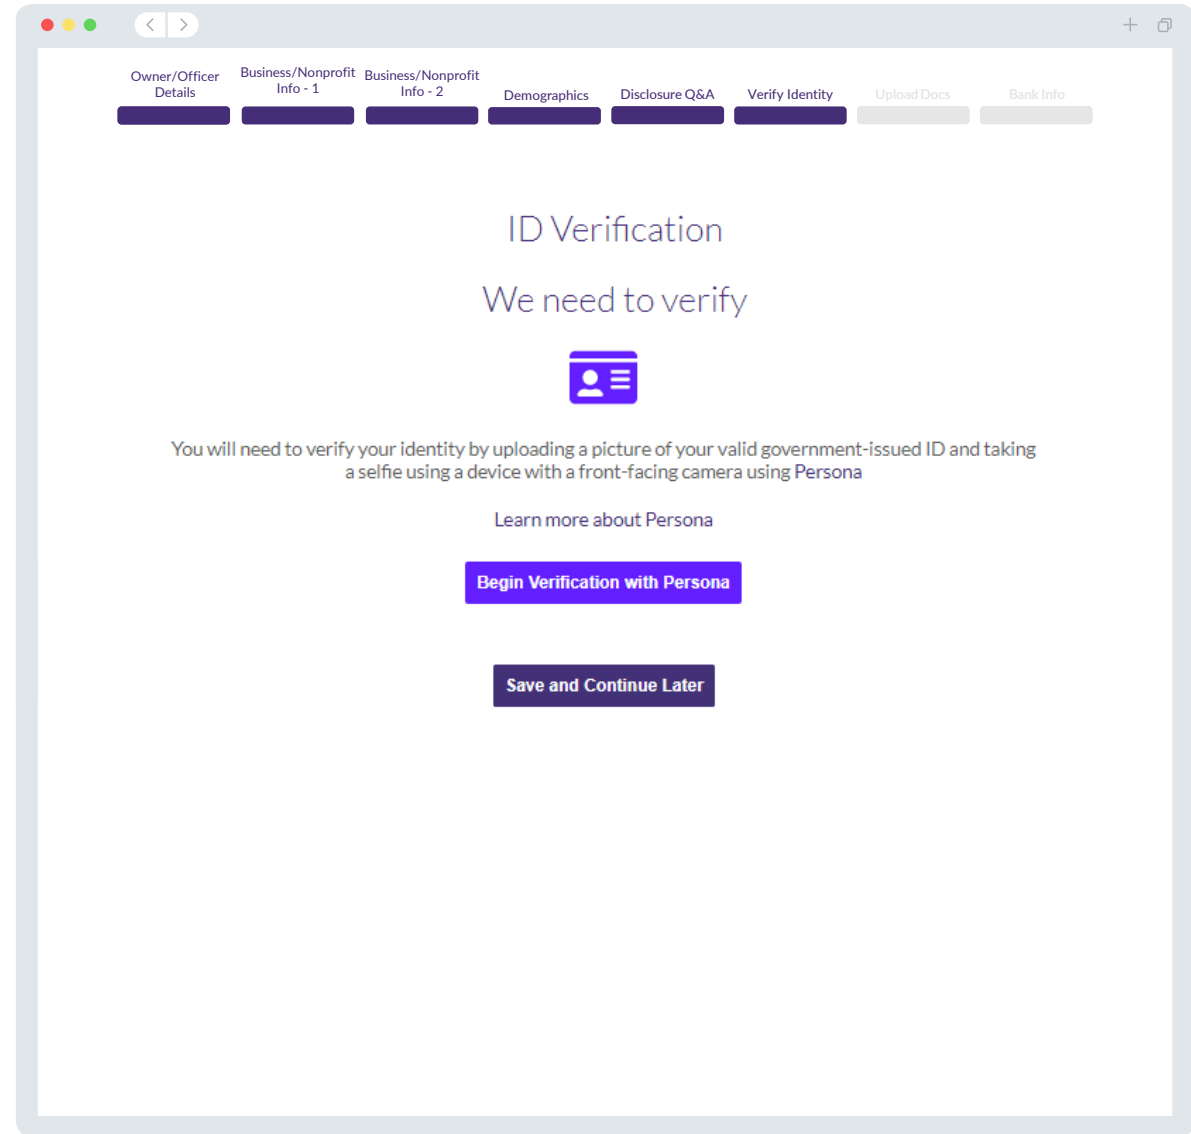 Owner/Officer
Details
Business/Nonprofit
Info - 1
Business/Nonprofit
Info - 2
Demographics
Disclosure Q&A
Verify Identity
Upload Docs
Bank Info
ID Verification
We need to verify
You will need to verify your identity by uploading a picture of your valid government-issued ID and taking
a selfie using a device with a front-facing camera using Persona
Learn more about Persona
Begin Verification with Persona
Save and Continue Later